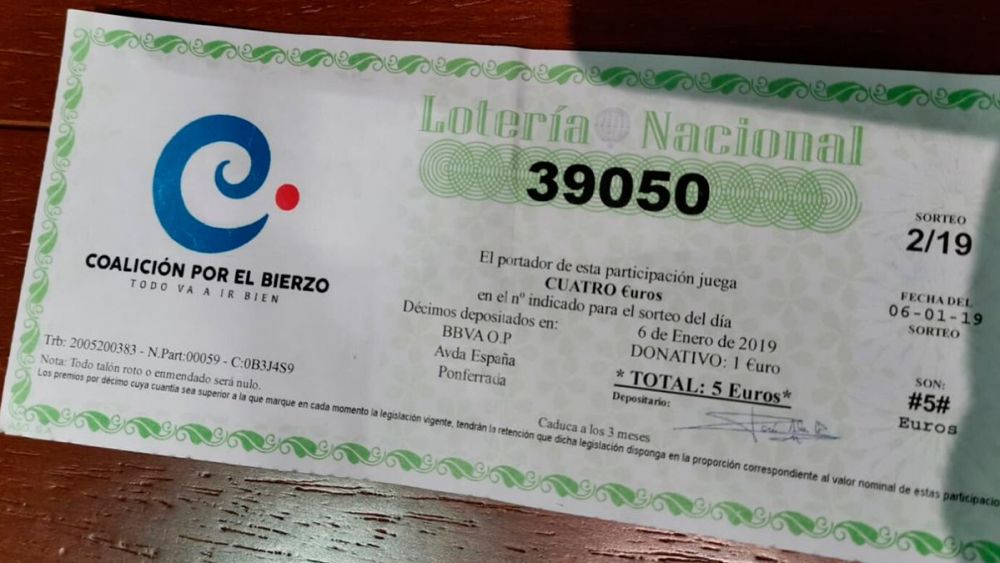 Lotería Nacional
39050
COALICIÓN POR EL BIERZO
TODO VA A IR BIEN
SORTEO
2/19
FECHA DEL
06-01-19
SORTEO
SON:
#5#
Euros
El portador de esta participación juega
CUATRO €uros
en el nº indicado para el sorteo del día
6 de Enero de 2019
Décimos depositados en:
BBVA O.P
Avda España
Ponferrada
DONATIVO: 1 €uro
* TOTAL: 5 Euros*
Depositario:
Caduca a los 3 meses
Trb: 2005200383 - N.Part:00059 - C:0B3J4S9
Nota: Todo talón roto o enmendado será nulo.
Los premios por décimo cuya cuantía sea superior a la que marque en cada momento la legislación vigente, tendrán la retención que dicha legislación disponga en la proporción correspondiente al valor nominal de estas participacio